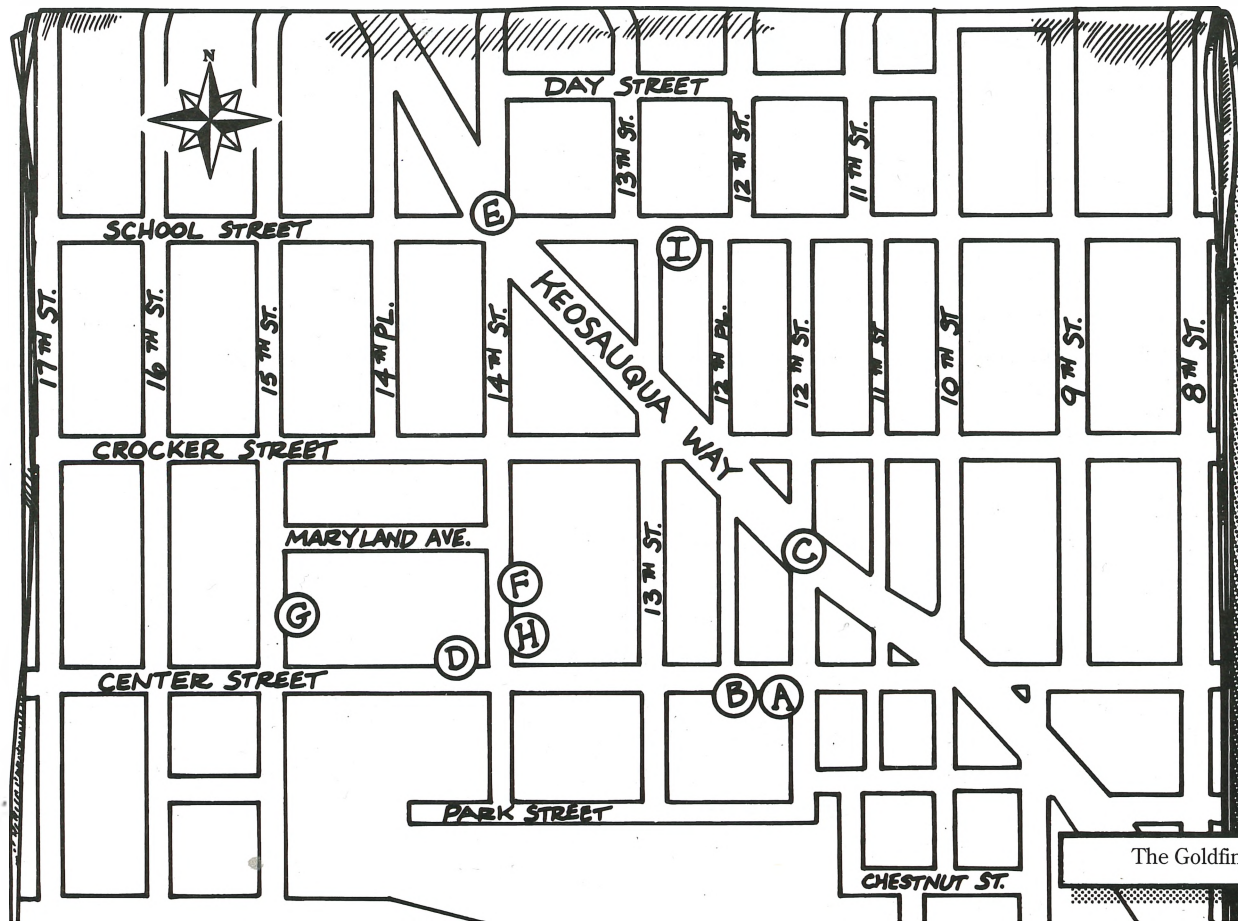 N
DAY STREET
13TH ST.
12TH ST.
11TH ST.
E
SCHOOL STREET
I
17TH ST.
16TH ST.
15TH ST.
14TH PL.
14TH ST.
KEOSAUQUA WAY
12TH PL.
12TH ST.
11TH ST
10TH ST
9TH ST.
8TH ST.
CROCKER STREET
MARYLAND AVE.
13TH ST.
C
F
G
H
D
CENTER STREET
B
A
PARK STREET
The Goldfin
CHESTNUT ST.